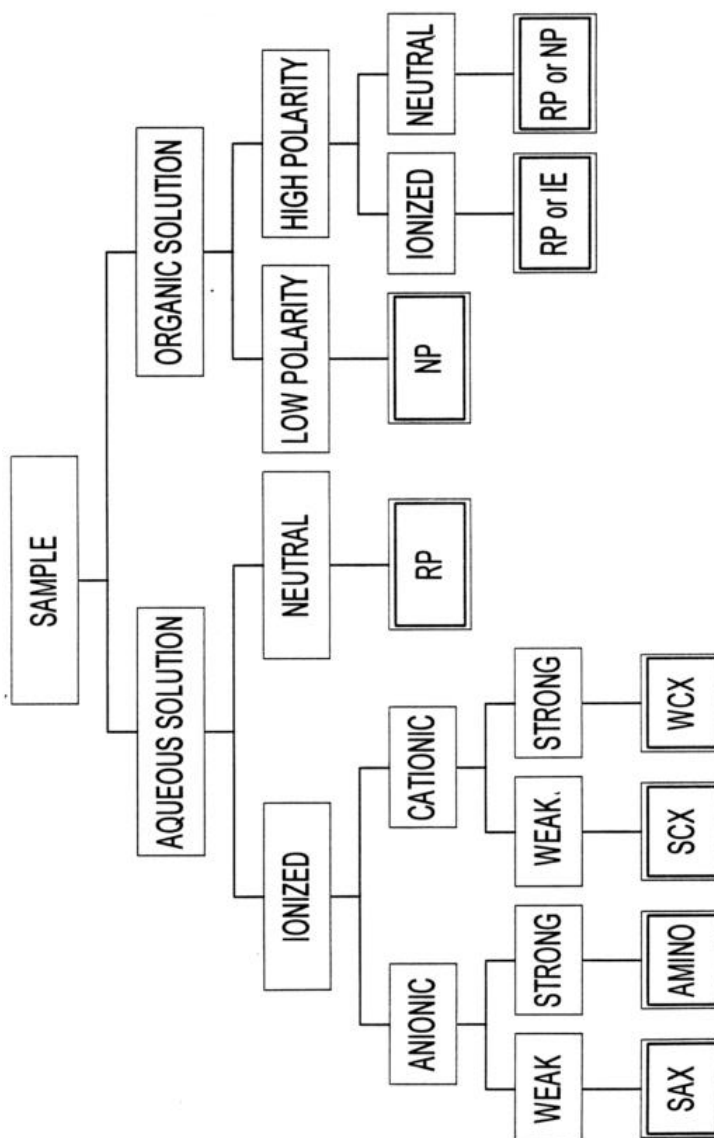 SAMPLE
AQUEOUS SOLUTION
ORGANIC SOLUTION
IONIZED
NEUTRAL
LOW POLARITY
HIGH POLARITY
ANIONIC
CATIONIC
IONIZED
NEUTRAL
WEAK
STRONG
WEAK
STRONG
RP
NP
RP or IE
RP or NP
SAX
AMINO
SCX
WCX